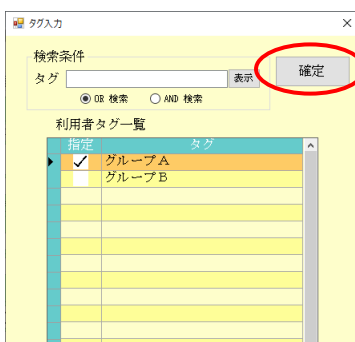 タグ入力
検索条件
タグ 表示
確定
OR 検索 AND 検索
利用者タグ一覧
指定 タグ
グループA
グループB